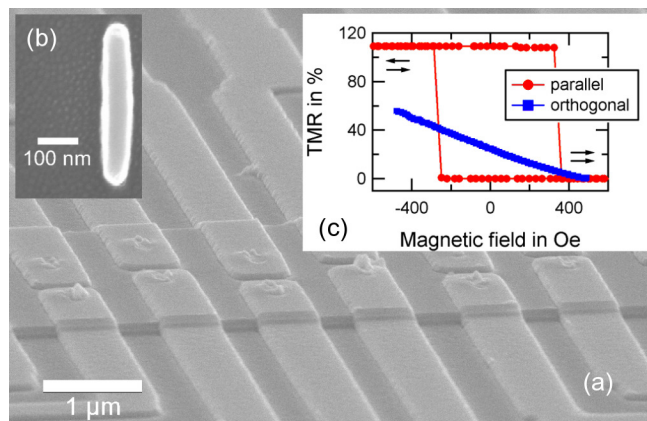 (b)
100 nm
120
80
40
0
TMR in %
parallel
orthogonal
-400
0
400
Magnetic field in Oe
(c)
1 µm
(a)